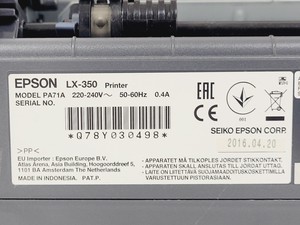 EPSON LX-350 Printer
MODEL PA71A 220-240V~ 50-60Hz 0.4A
SERIAL NO.
*Q78Y030498*
EAC
001
SEIKO EPSON CORP.
2016.04.20
>PP<
EU Importer : Epson Europe B.V.
Atlas Arena, Asia Building, Hoogoorddreef 5,
1101 BA Amsterdam The Netherlands
MADE IN INDONESIA PAT.P.
- APPARATET MÅ TILKOPLES JORDET STIKKONTAKT
- APPARATEN SKALL ANSLUTAS TILL JORDAT UTTAG
- LAITE ON LIITETTÄVÄ SUOJAKOSKETTIMILLA
VARUSTETTUUN PISTORASIAAN